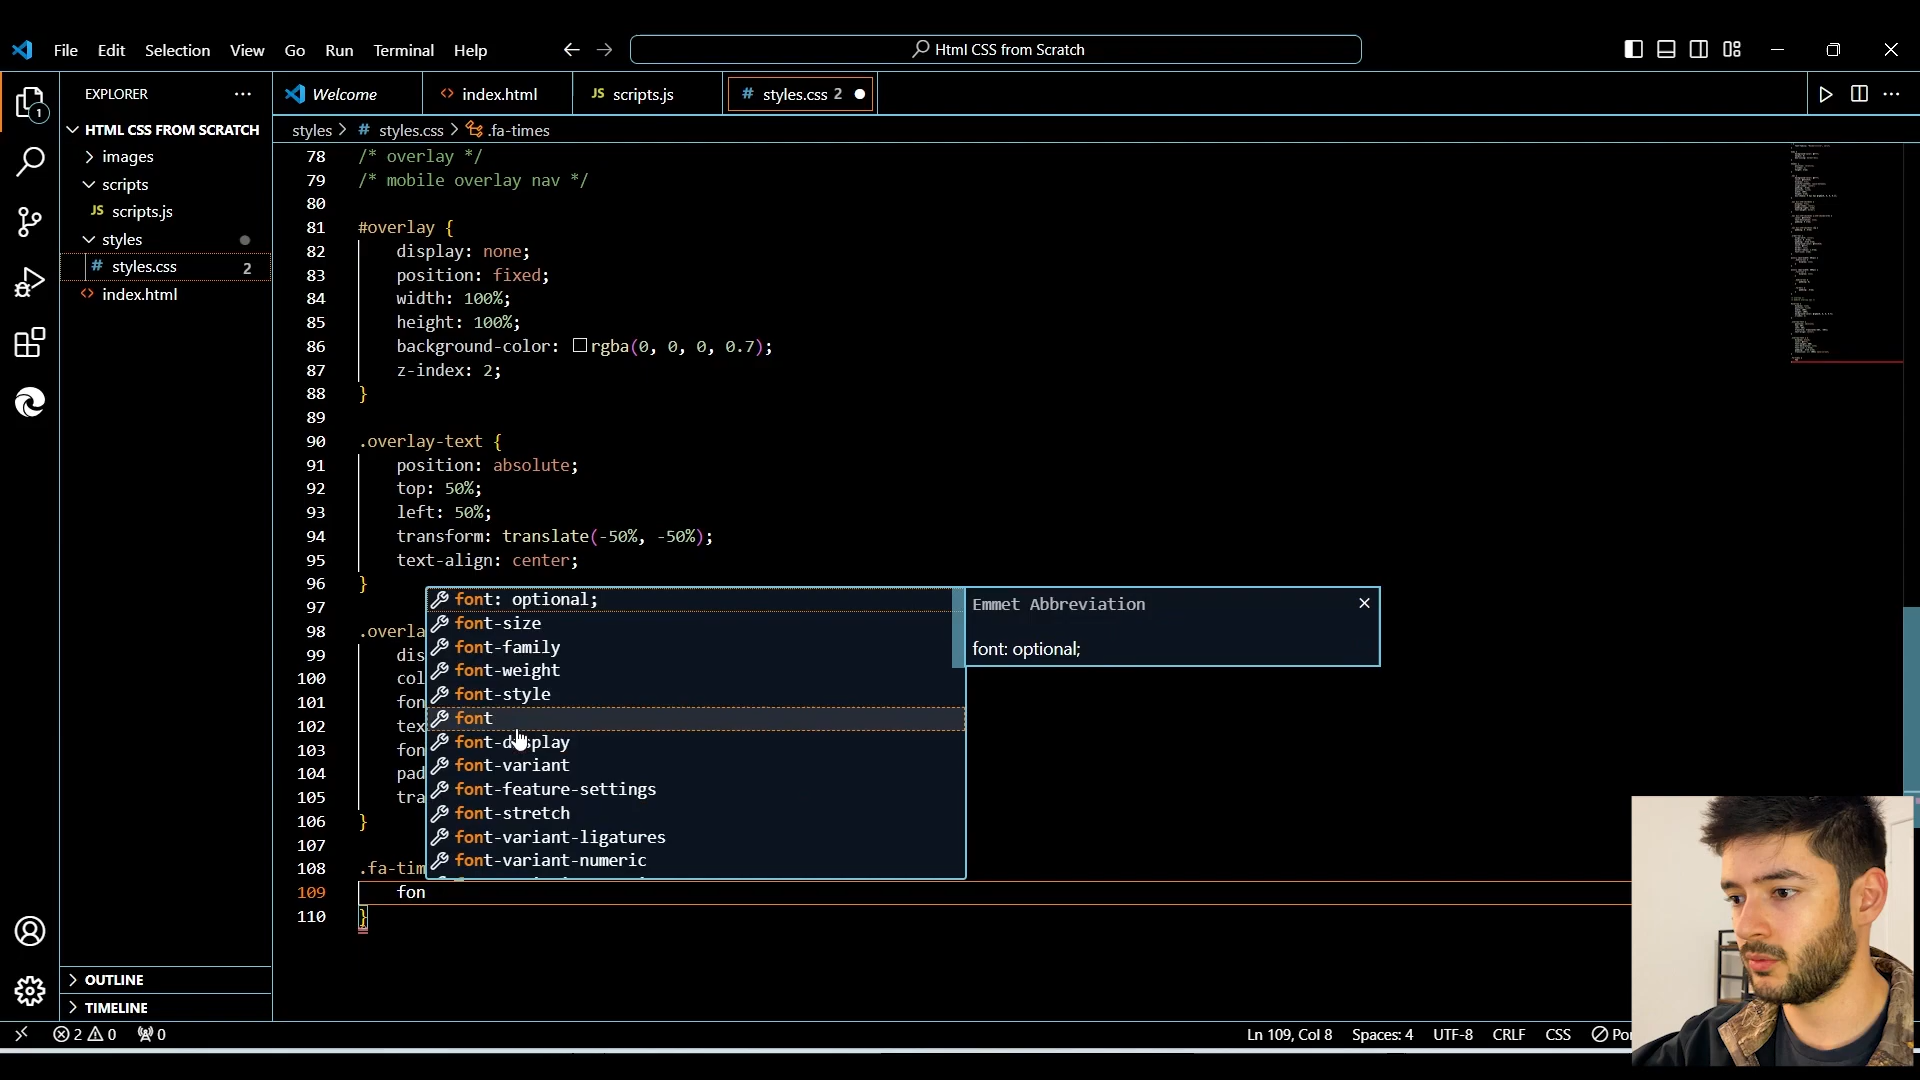 File Edit Selection View Go Run Terminal Help
Html CSS from Scratch
EXPLORER
Welcome
index.html
JS scripts.js
# styles.css 2
styles > # styles.css > .fa-times
1
HTML CSS FROM SCRATCH
images
scripts
JS scripts.js
styles
# styles.css 2
index.html
OUTLINE
TIMELINE
78 /* overlay */
79 /* mobile overlay nav */
80
81 #overlay {
82 display: none;
83 position: fixed;
84 width: 100%;
85 height: 100%;
86 background-color: rgba(0, 0, 0, 0.7);
87 z-index: 2;
88 }
89
90 .overlay-text {
91 position: absolute;
92 top: 50%;
93 left: 50%;
94 transform: translate(-50%, -50%);
95 text-align: center;
96 }
97
98 .overla
99 dis
100 col
101 fon
102 tex
103 fon
104 pad
105 tra
106 }
107
108 .fa-tim
109 fon
110 }
font: optional;
font-size
font-family
font-weight
font-style
font
font-display
font-variant
font-feature-settings
font-stretch
font-variant-ligatures
font-variant-numeric
Emmet Abbreviation
font: optional;
2 0 0
Ln 109, Col 8 Spaces: 4 UTF-8 CRLF CSS Por